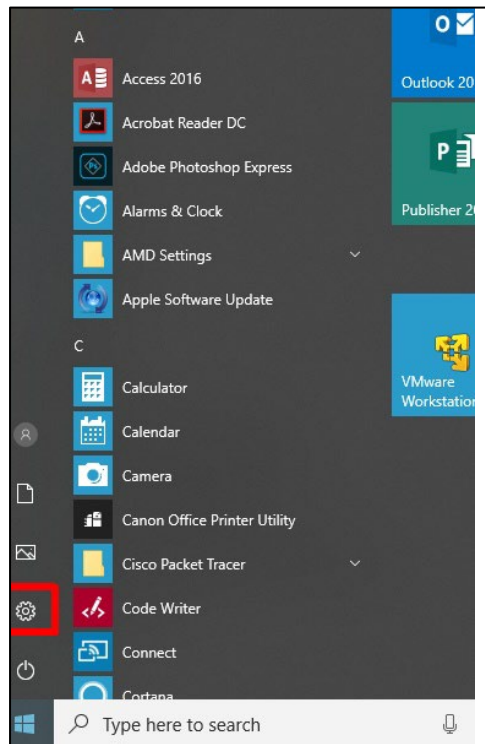 A
Access 2016
Acrobat Reader DC
Adobe Photoshop Express
Alarms & Clock
AMD Settings
Apple Software Update
C
Calculator
Calendar
Camera
Canon Office Printer Utility
Cisco Packet Tracer
Code Writer
Connect
Cortana
Outlook 20
Publisher 2
VMware
Workstation
Type here to search